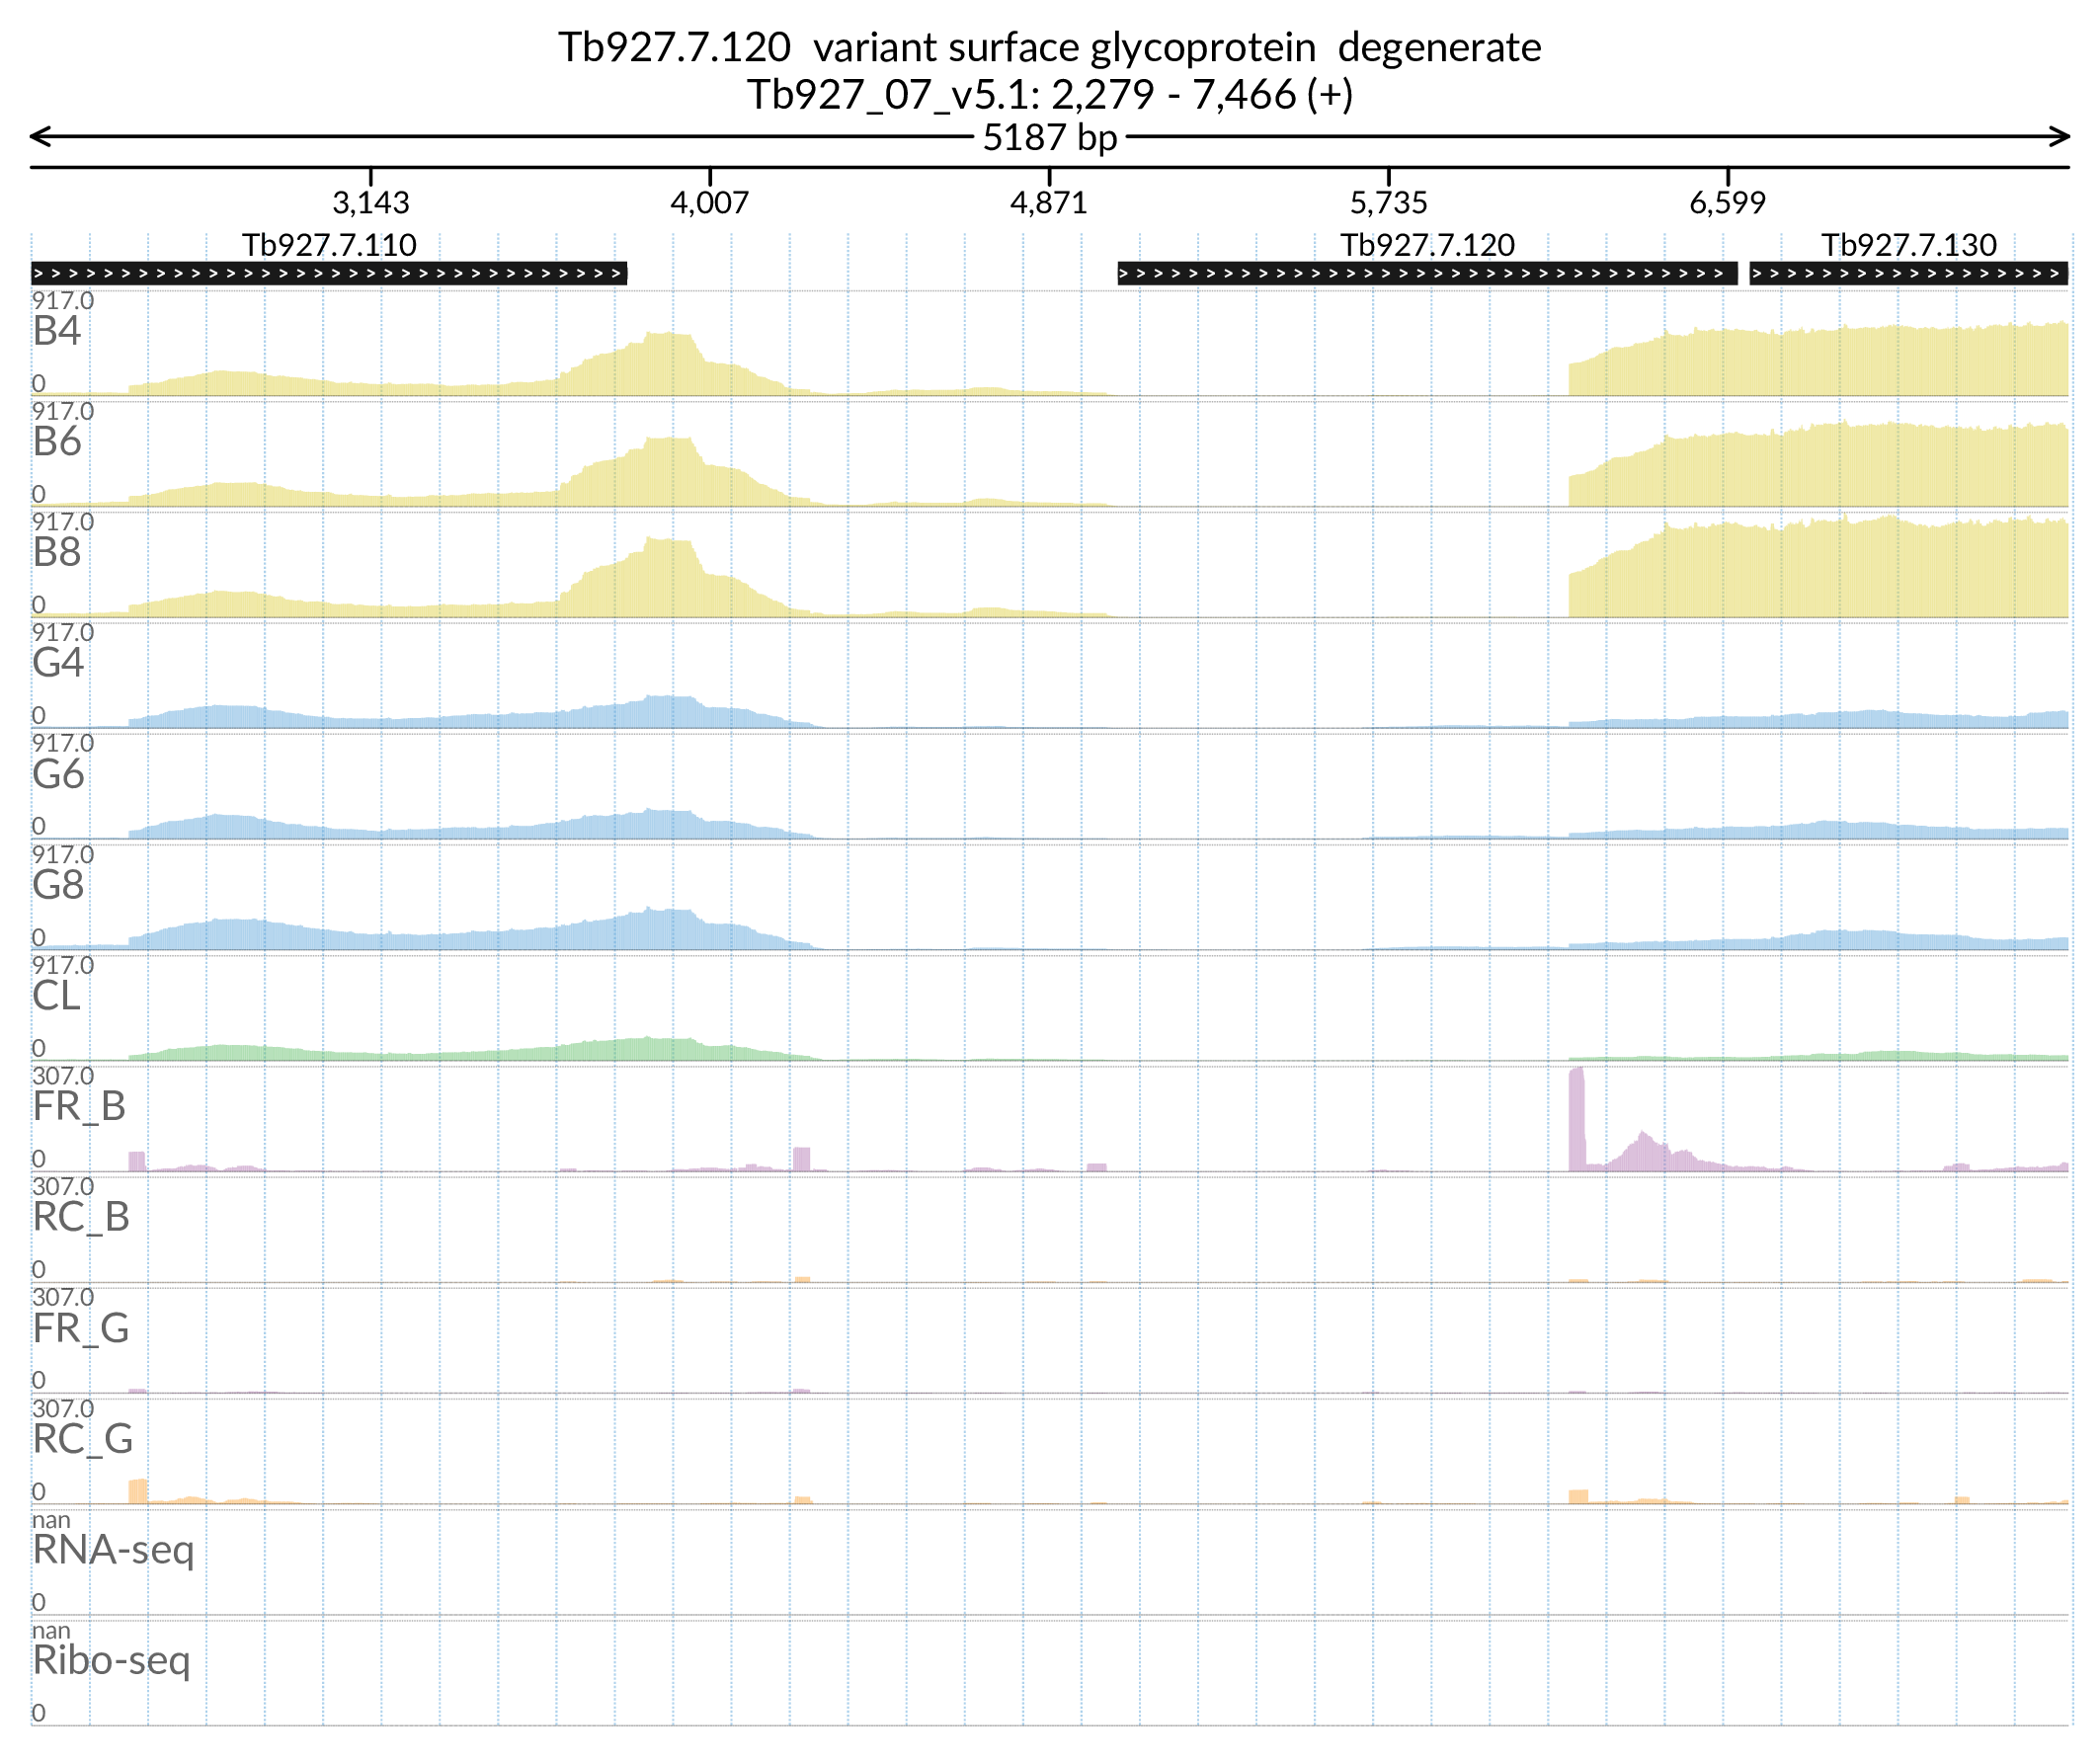 Tb927.7.120  variant surface glycoprotein  degenerate
Tb927_07_v5.1: 2,279 - 7,466 (+)
5187 bp
3,143 4,007 4,871 5,735 6,599
Tb927.7.110 Tb927.7.120 Tb927.7.130
917.0
B4
0
917.0
B6
0
917.0
B8
0
917.0
G4
0
917.0
G6
0
917.0
G8
0
917.0
CL
0
307.0
FR_B
0
307.0
RC_B
0
307.0
FR_G
0
307.0
RC_G
0
nan
RNA-seq
0
nan
Ribo-seq
0